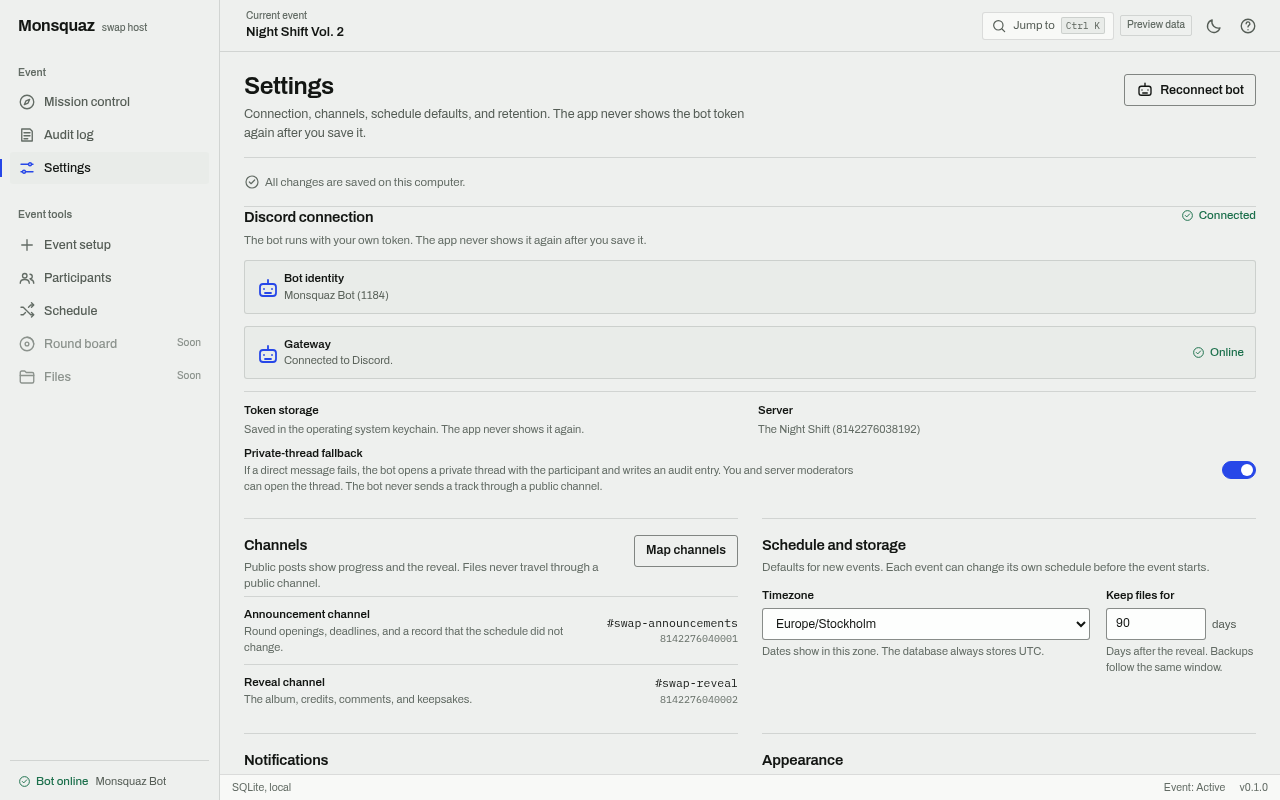 Monsquaz swap host
Event
Mission control
Audit log
Settings
Event tools
Event setup
Participants
Schedule
Round board Soon
Files Soon
Bot online Monsquaz Bot
Current event
Night Shift Vol. 2
Jump to Ctrl K
Preview data
Settings
Connection, channels, schedule defaults, and retention. The app never shows the bot token
again after you save it.
Reconnect bot
All changes are saved on this computer.
Discord connection
Connected
The bot runs with your own token. The app never shows it again after you save it.
Bot identity
Monsquaz Bot (1184)
Gateway
Connected to Discord.
Online
Token storage
Saved in the operating system keychain. The app never shows it again.
Server
The Night Shift (8142276038192)
Private-thread fallback
If a direct message fails, the bot opens a private thread with the participant and writes an audit entry. You and server moderators
can open the thread. The bot never sends a track through a public channel.
Channels
Public posts show progress and the reveal. Files never travel through a
public channel.
Map channels
Announcement channel
Round openings, deadlines, and a record that the schedule did not
change.
#swap-announcements
8142276040001
Reveal channel
The album, credits, comments, and keepsakes.
#swap-reveal
8142276040002
Schedule and storage
Defaults for new events. Each event can change its own schedule before the event starts.
Timezone
Europe/Stockholm
Dates show in this zone. The database always stores UTC.
Keep files for
90 days
Days after the reveal. Backups
follow the same window.
Notifications
Appearance
SQLite, local
Event: Active v0.1.0